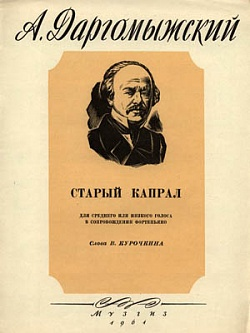 А. Даргомыжский
СТАРЫЙ КАПРАЛ
ДЛЯ СРЕДНЕГО ИЛИ НИЗКОГО ГОЛОСА
В СОПРОВОЖДЕНИИ ФОРТЕПЬЯНО
Слова В. КУРОЧКИНА
МУЗГИЗ
1961